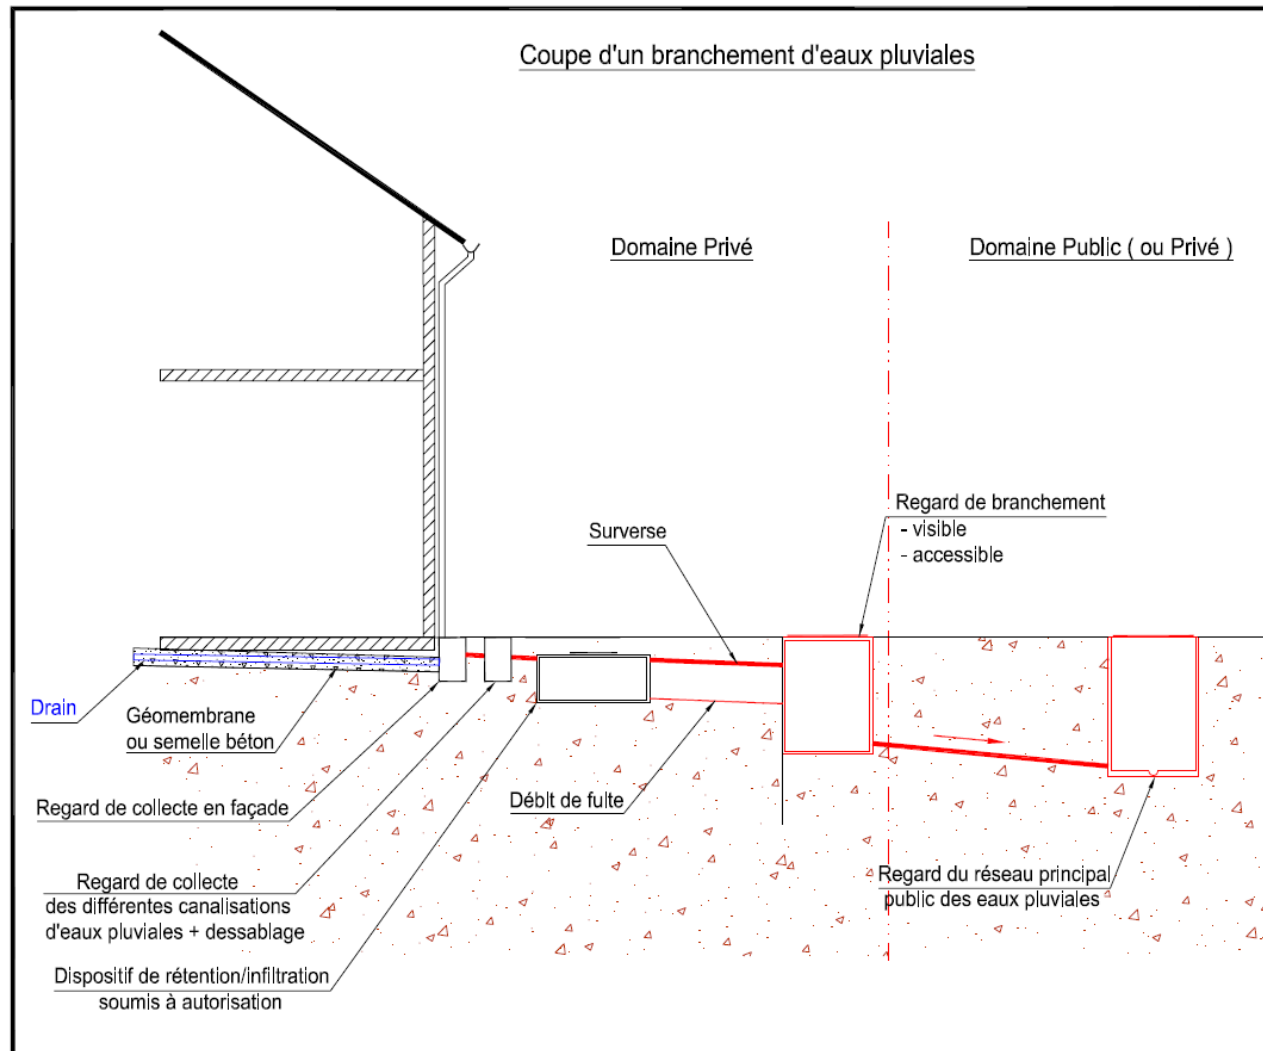 Coupe d'un branchement d'eaux pluviales
Domaine Privé
Domaine Public ( ou Privé )
Regard de branchement
- visible
- accessible
Surverse
Drain
Géomembrane
ou semelle béton
Regard de collecte en façade
Débit de fuite
Regard de collecte
des différentes canalisations
d'eaux pluviales + dessablage
Regard du réseau principal
public des eaux pluviales
Dispositif de rétention/infiltration
soumis à autorisation